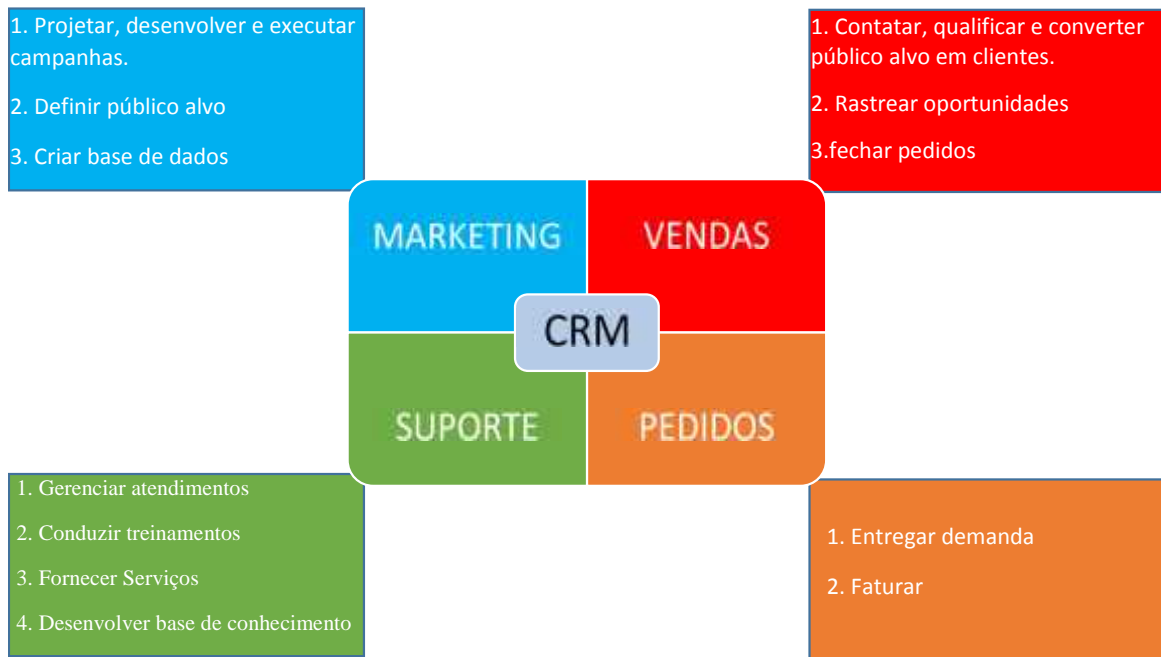 1. Projetar, desenvolver e executar
campanhas.
2. Definir público alvo
3. Criar base de dados
1. Contatar, qualificar e converter
público alvo em clientes.
2. Rastrear oportunidades
3.fechar pedidos
MARKETING
VENDAS
CRM
SUPORTE
PEDIDOS
1. Gerenciar atendimentos
2. Conduzir treinamentos
3. Fornecer Serviços
4. Desenvolver base de conhecimento
1. Entregar demanda
2. Faturar